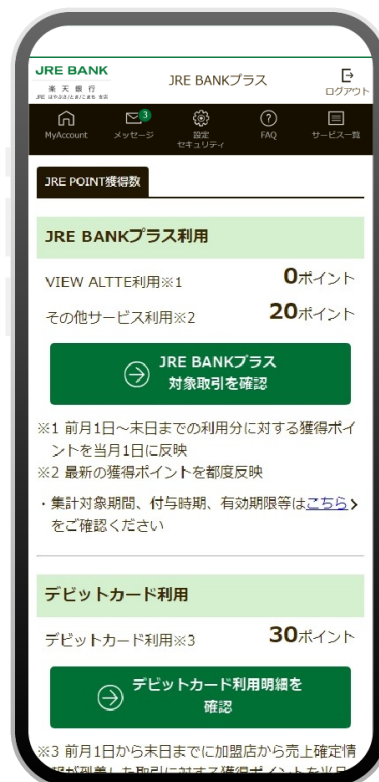 JRE BANK
楽天銀行
JREBANKプラス
ログアウト
MyAccount
3
メッセージ
設定
セキュリティ
FAQ
サービス一覧
JRE POINT獲得数
JRE BANKプラス利用
VIEW ALTTE利用※1 0ポイント
その他サービス利用※2 20ポイント
JRE BANKプラス
対象取引を確認
※1 前月1日～末日までの利用分に対する獲得ポイ
ントを当月1日に反映
※2 最新の獲得ポイントを都度反映
・集計対象期間、付与時期、有効期限等はこちら
をご確認ください
デビットカード利用
デビットカード利用※3 30ポイント
デビットカード利用明細を
確認
※3 前月1日から末日までに加盟店から売上確定情